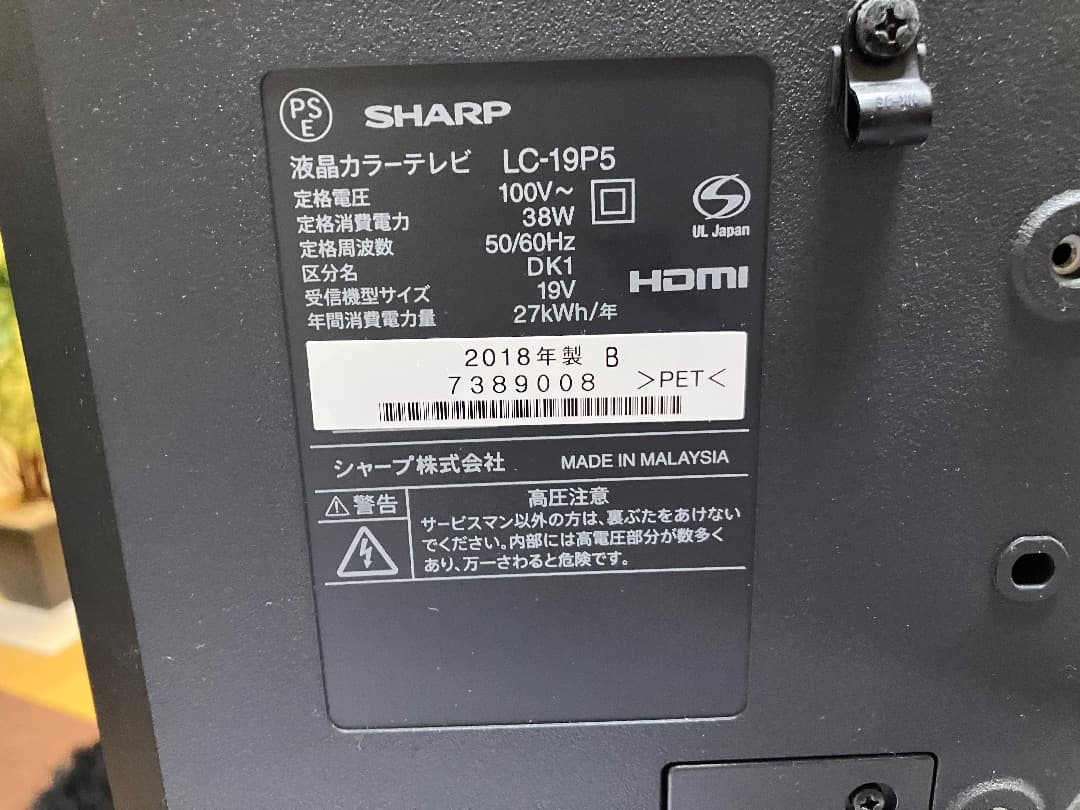 PSE SHARP
液晶カラーテレビ LC-19P5
定格電圧 100V～
定格消費電力 38W
定格周波数 50/60Hz
区分名 DK1
受信機型サイズ 19V
年間消費電力量 27kWh/年
UL Japan
HDMI
2018年製 B
7389008 >PET<
シャープ株式会社 MADE IN MALAYSIA
警告
高圧注意
サービスマン以外の方は、裏ぶたをあけない
でください。内部には高電圧部分が数多く
あり、万一さわると危険です。